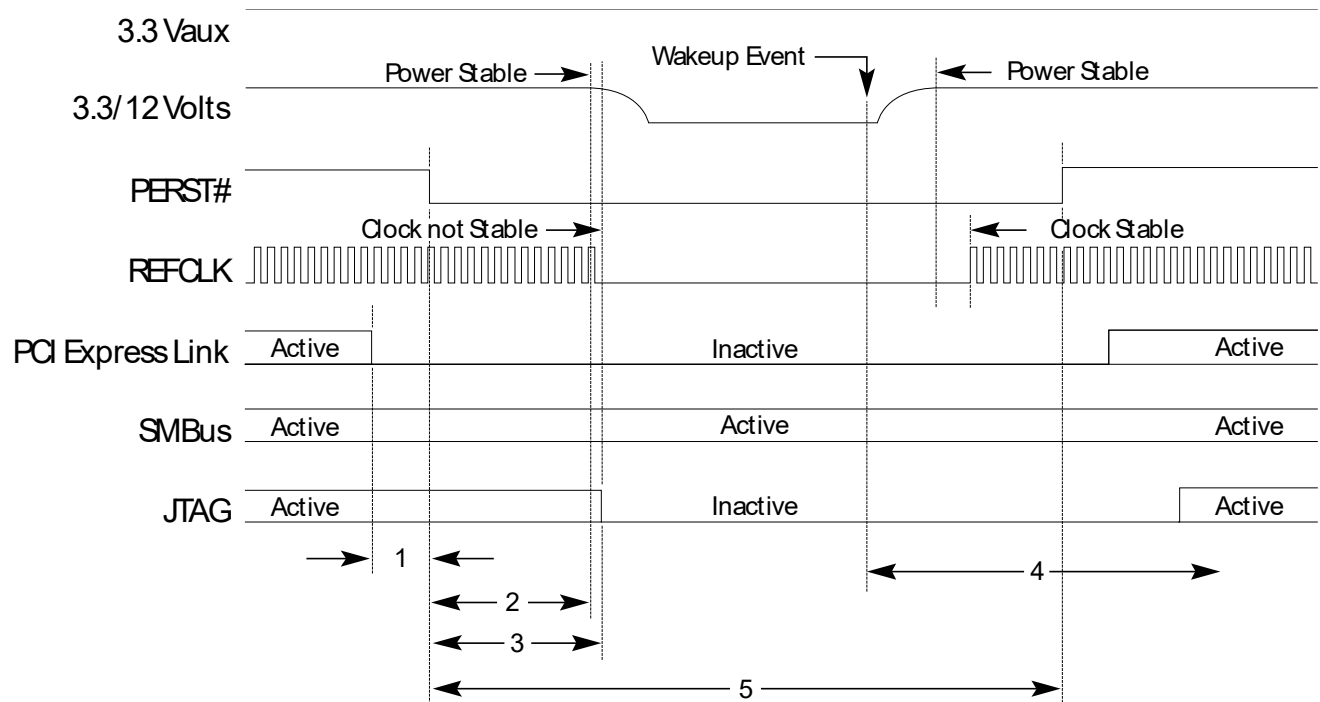 3.3 Vaux
Power Stable
Wakeup Event
Power Stable
3.3/12 Volts
PERST#
Clock not Stable
Clock Stable
REFCLK
PCI Express Link
Active
Inactive
Active
SMBus
Active
Active
Active
JTAG
Active
Inactive
Active
1
4
2
3
5